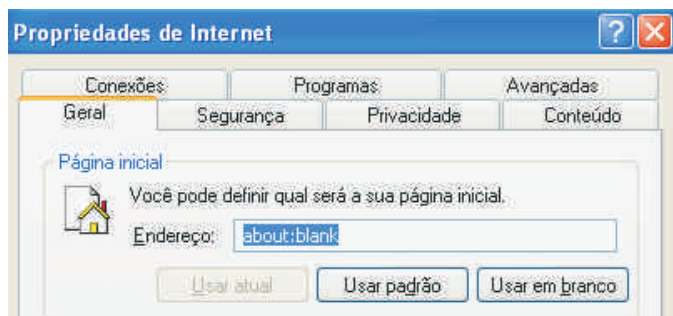 Propriedades de Internet
Conexões Programas Avançadas
Geral Segurança Privacidade Conteúdo
Página inicial
Você pode definir qual será a sua página inicial.
Endereço: about:blank
Usar atual Usar padrão Usar em branco